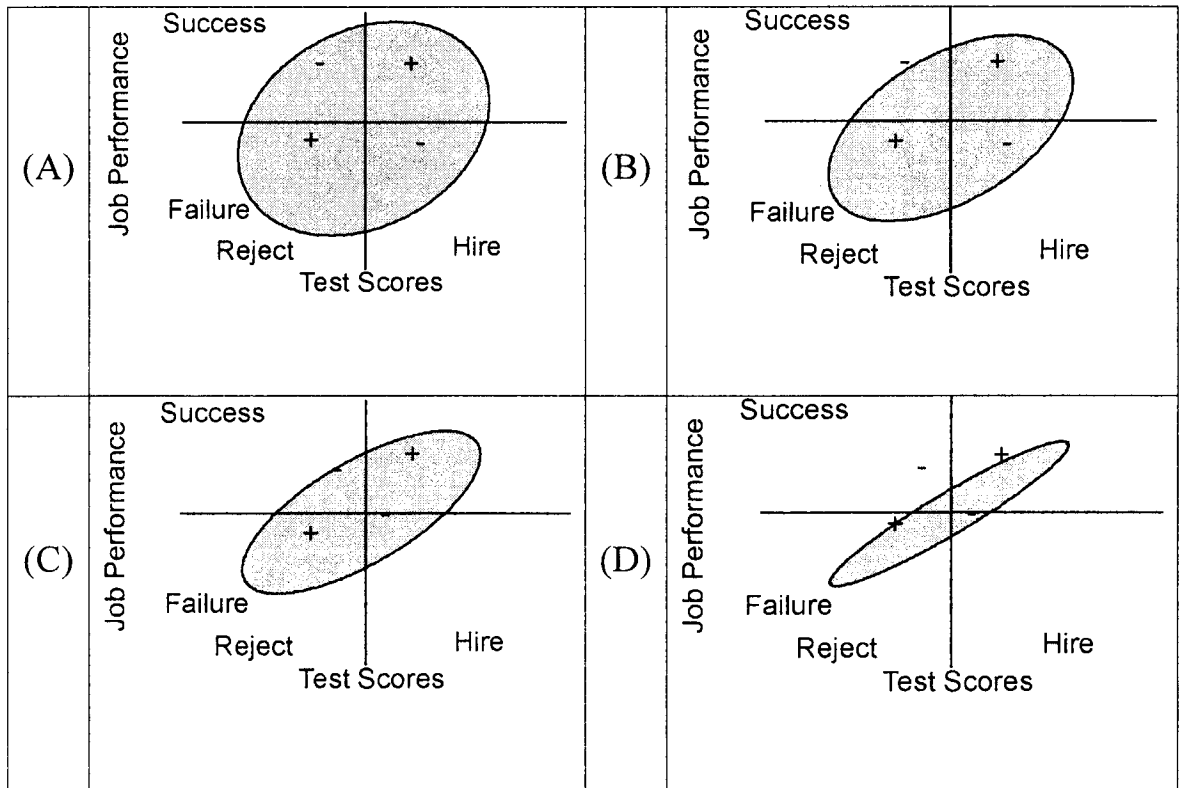 (A)
Job Performance
Success
- +
+ -
Failure
Reject
Hire
Test Scores
(B)
Job Performance
Success
- +
+ -
Failure
Reject
Hire
Test Scores
(C)
Job Performance
Success
- +
+ -
Failure
Reject
Hire
Test Scores
(D)
Job Performance
Success
- +
+ -
Failure
Reject
Hire
Test Scores